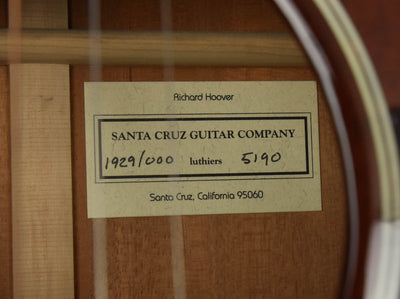 Richard Hoover
SANTA CRUZ GUITAR COMPANY
1929/000 luthiers 5190
Santa Cruz, California 95060